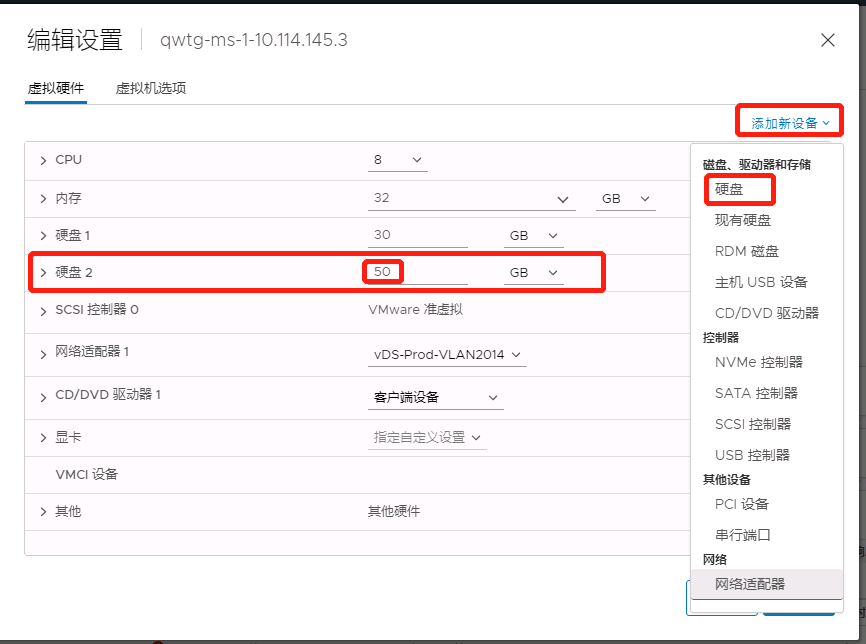 编辑设置 qwtg-ms-1-10.114.145.3
虚拟硬件 虚拟机选项
添加新设备
CPU 8
内存 32 GB
硬盘 1 30 GB
硬盘 2 50 GB
SCSI 控制器 0 VMware 准虚拟
网络适配器 1 vDS-Prod-VLAN2014
CD/DVD 驱动器 1 客户端设备
显卡 指定自定义设置
VMCI 设备
其他 其他硬件
磁盘、驱动器和存储
硬盘
现有硬盘
RDM 磁盘
主机 USB 设备
CD/DVD 驱动器
控制器
NVMe 控制器
SATA 控制器
SCSI 控制器
USB 控制器
其他设备
PCI 设备
串行端口
网络
网络适配器